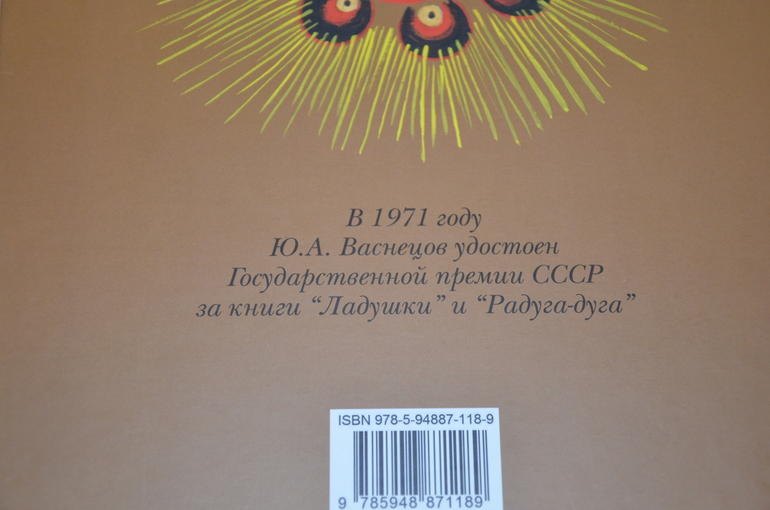 В 1971 году
Ю.А. Васнецов удостоен
Государственной премии СССР
за книги “Ладушки” и “Радуга-дуга”
ISBN 978-5-94887-118-9
9 785948 871189